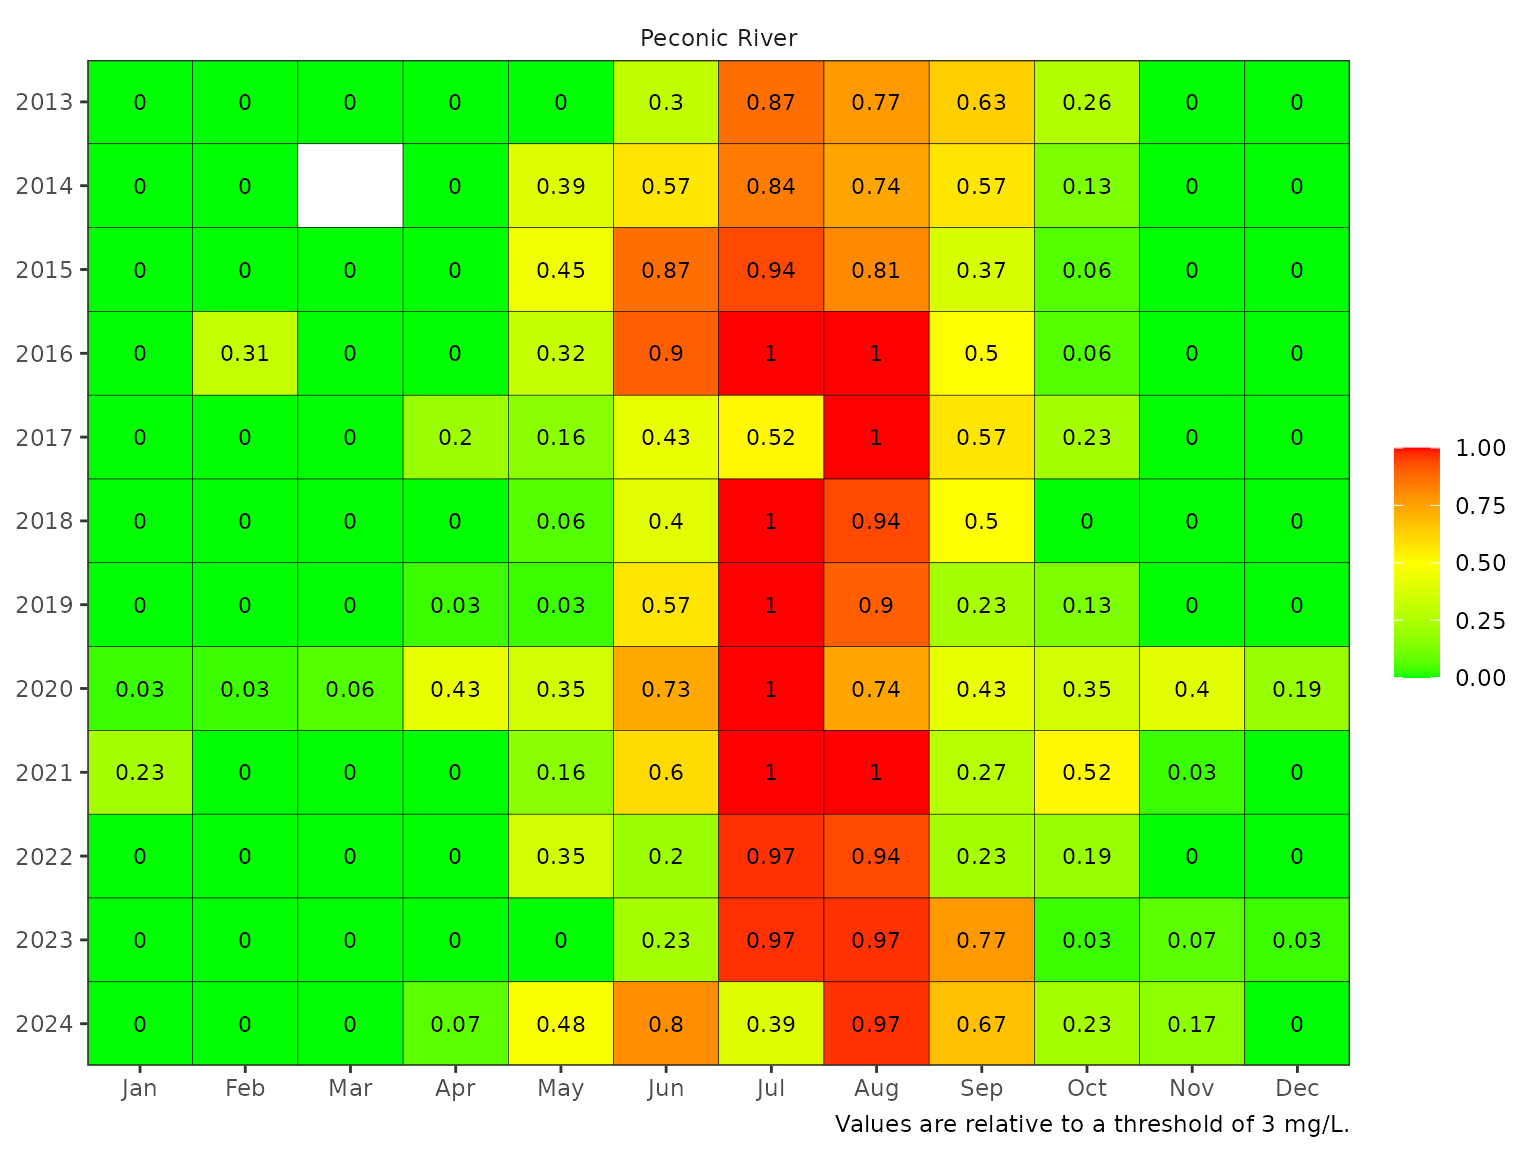 Peconic River
2013 0 0 0 0 0 0.3 0.87 0.77 0.63 0.26 0 0
2014 0 0 0 0.39 0.57 0.84 0.74 0.57 0.13 0 0
2015 0 0 0 0 0.45 0.87 0.94 0.81 0.37 0.06 0 0
2016 0 0.31 0 0 0.32 0.9 1 1 0.5 0.06 0 0
2017 0 0 0 0.2 0.16 0.43 0.52 1 0.57 0.23 0 0
2018 0 0 0 0 0.06 0.4 1 0.94 0.5 0 0 0
2019 0 0 0 0.03 0.03 0.57 1 0.9 0.23 0.13 0 0
2020 0.03 0.03 0.06 0.43 0.35 0.73 1 0.74 0.43 0.35 0.4 0.19
2021 0.23 0 0 0 0.16 0.6 1 1 0.27 0.52 0.03 0
2022 0 0 0 0 0.35 0.2 0.97 0.94 0.23 0.19 0 0
2023 0 0 0 0 0 0.23 0.97 0.97 0.77 0.03 0.07 0.03
2024 0 0 0 0.07 0.48 0.8 0.39 0.97 0.67 0.23 0.17 0
Jan Feb Mar Apr May Jun Jul Aug Sep Oct Nov Dec
Values are relative to a threshold of 3 mg/L.
1.00
0.75
0.50
0.25
0.00